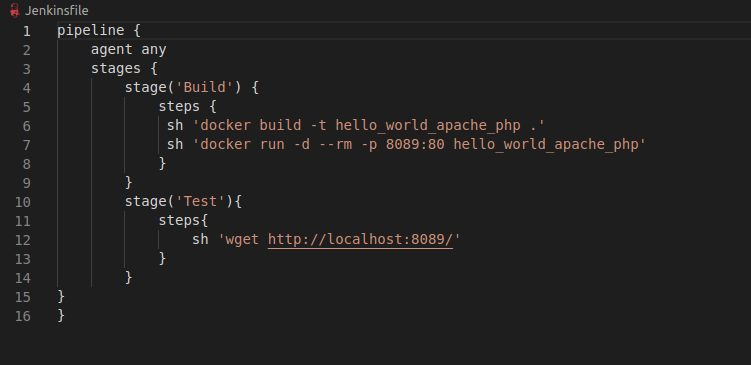 Jenkinsfile
1 pipeline {
2     agent any
3     stages {
4         stage('Build') {
5             steps {
6              sh 'docker build -t hello_world_apache_php .'
7              sh 'docker run -d --rm -p 8089:80 hello_world_apache_php'
8             }
9         }
10         stage('Test'){
11             steps{
12                 sh 'wget http://localhost:8089/'
13             }
14         }
15 }
16 }